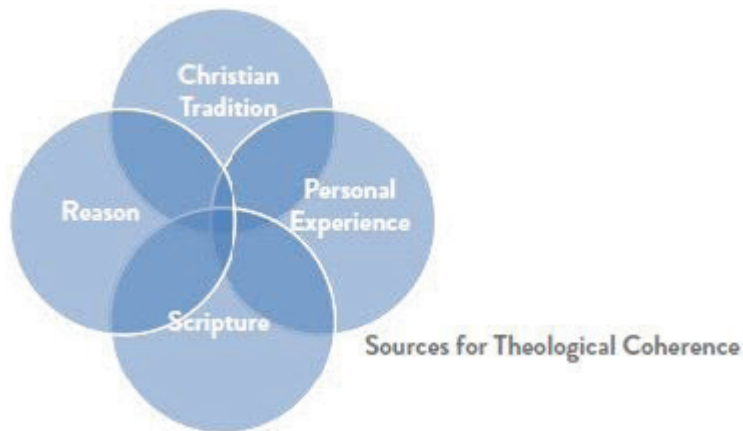 Christian
Tradition
Reason
Personal
Experience
Scripture
Sources for Theological Coherence